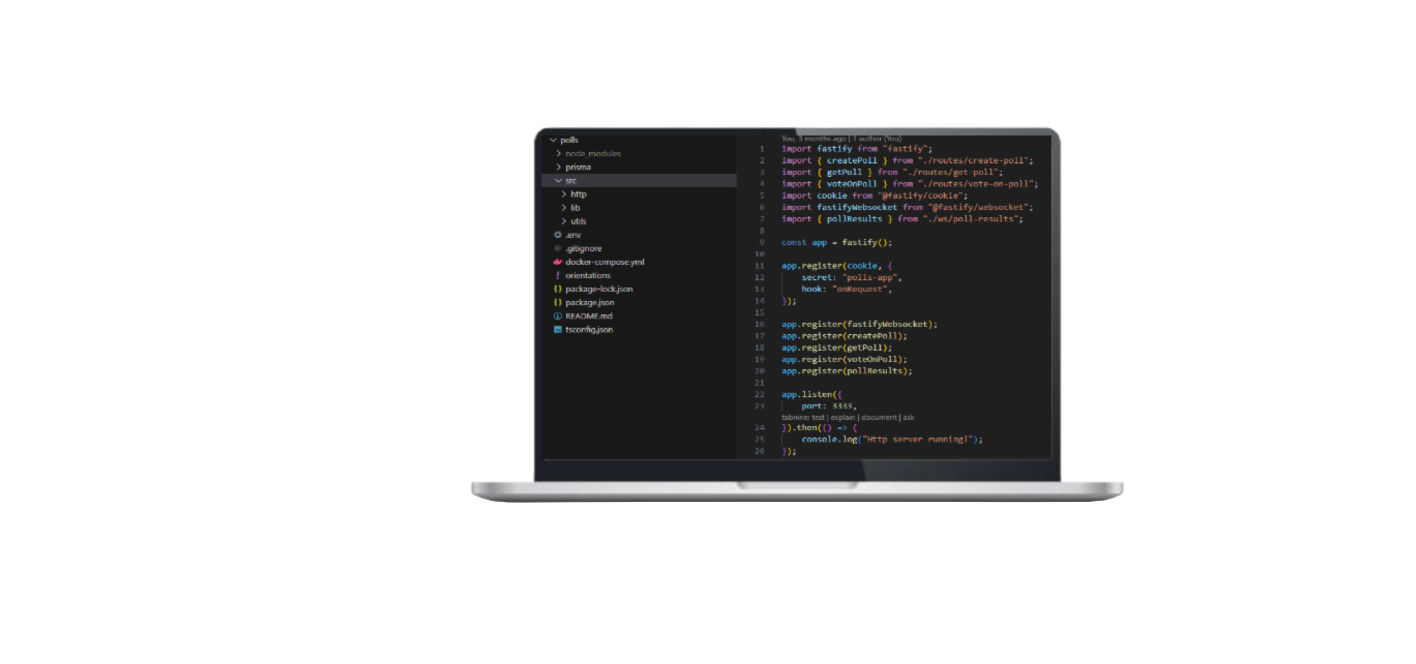 polls
node_modules
prisma
src
http
lib
utils
.env
.gitignore
docker-compose.yml
orientations
package-lock.json
package.json
README.md
tsconfig.json
You, 3 months ago | 1 author (You)
1 import fastify from "fastify";
2 import { createPoll } from "./routes/create-poll";
3 import { getPoll } from "./routes/get-poll";
4 import { voteOnPoll } from "./routes/vote-on-poll";
5 import cookie from "@fastify/cookie";
6 import fastifyWebsocket from "@fastify/websocket";
7 import { pollResults } from "./ws/poll-results";
8
9 const app = fastify();
10
11 app.register(cookie, {
12 secret: "polls-app",
13 hook: "onRequest",
14 });
15
16 app.register(fastifyWebsocket);
17 app.register(createPoll);
18 app.register(getPoll);
19 app.register(voteOnPoll);
20 app.register(pollResults);
21
22 app.listen({
23 port: 3333,
tabnine: test | explain | document | ask
24 }).then(() => {
25 console.log("Http server running!");
26 });